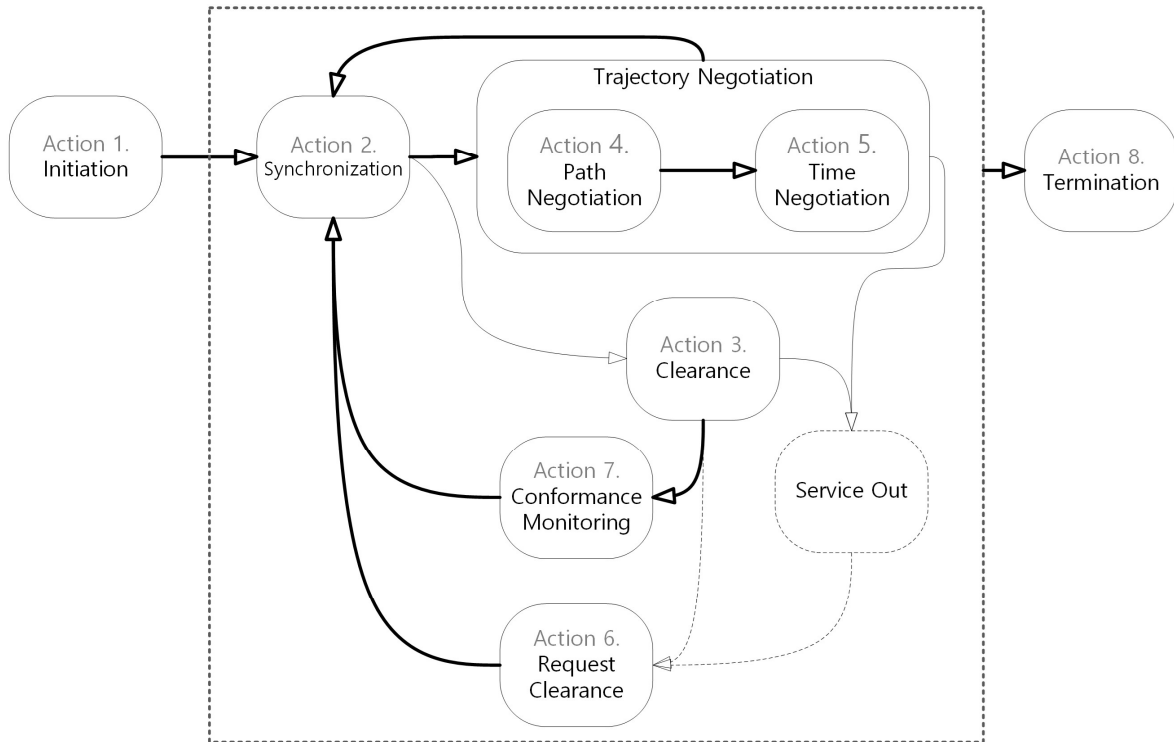 Action 1.
Initiation
Action 2.
Synchronization
Trajectory Negotiation
Action 4.
Path
Negotiation
Action 5.
Time
Negotiation
Action 8.
Termination
Action 3.
Clearance
Action 7.
Conformance
Monitoring
Service Out
Action 6.
Request
Clearance